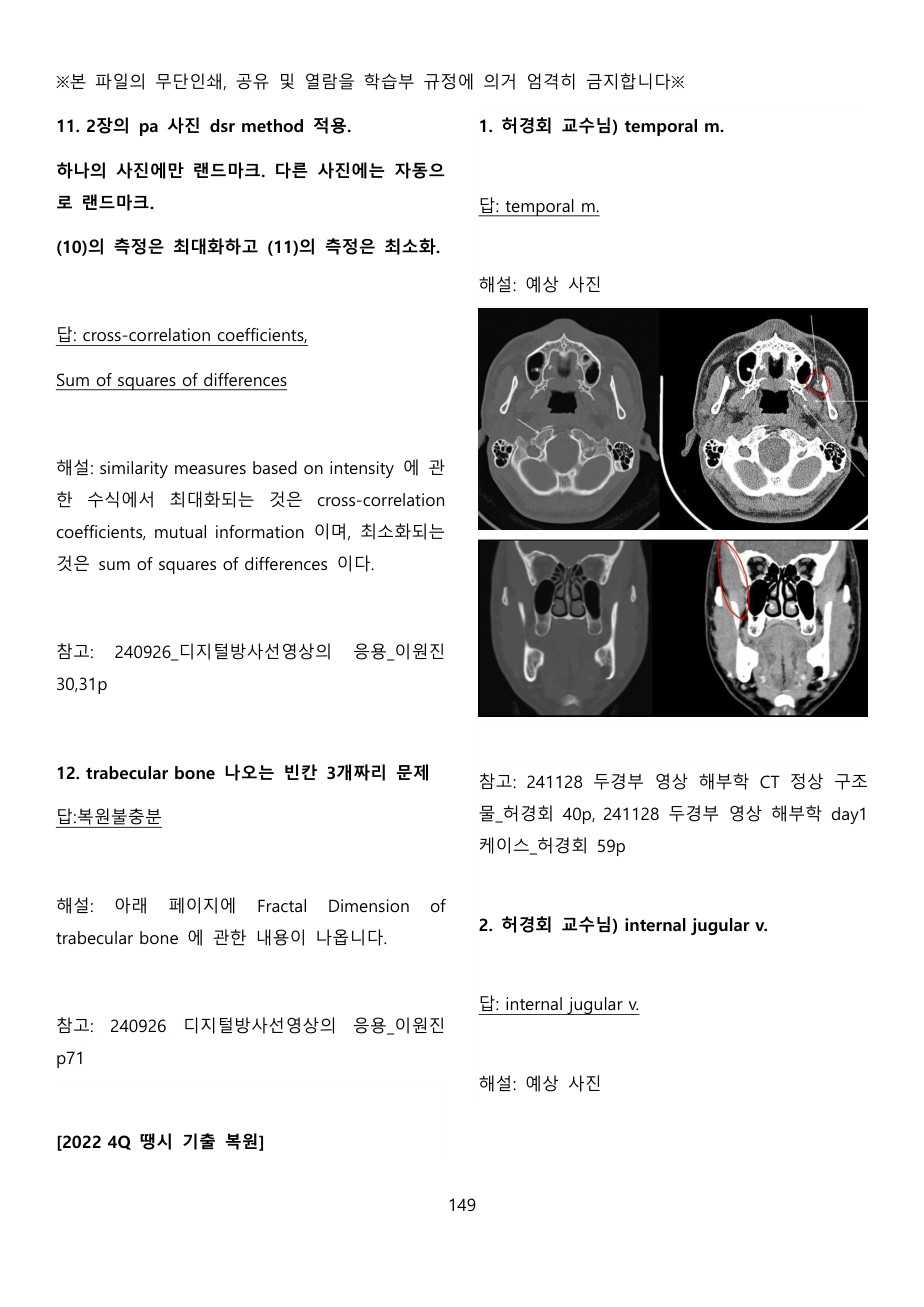 ※본 파일의 무단인쇄, 공유 및 열람을 학습부 규정에 의거 엄격히 금지합니다※
11. 2장의 pa 사진 dsr method 적용.
하나의 사진에만 랜드마크. 다른 사진에는 자동으
로 랜드마크.
(10)의 측정은 최대화하고 (11)의 측정은 최소화.
답: cross-correlation coefficients,
Sum of squares of differences
해설: similarity measures based on intensity 에 관
한 수식에서 최대화되는 것은 cross-correlation
coefficients, mutual information 이며, 최소화되는
것은 sum of squares of differences 이다.
참고: 240926_디지털방사선영상의 응용_이원진
30,31p
12. trabecular bone 나오는 빈칸 3개짜리 문제
답:복원불충분
해설: 아래 페이지에 Fractal Dimension of
trabecular bone 에 관한 내용이 나옵니다.
참고: 240926 디지털방사선영상의 응용_이원진
p71
[2022 4Q 땡시 기출 복원]
1. 허경회 교수님) temporal m.
답: temporal m.
해설: 예상 사진
참고: 241128 두경부 영상 해부학 CT 정상 구조
물_허경회 40p, 241128 두경부 영상 해부학 day1
케이스_허경회 59p
2. 허경회 교수님) internal jugular v.
답: internal jugular v.
해설: 예상 사진
149